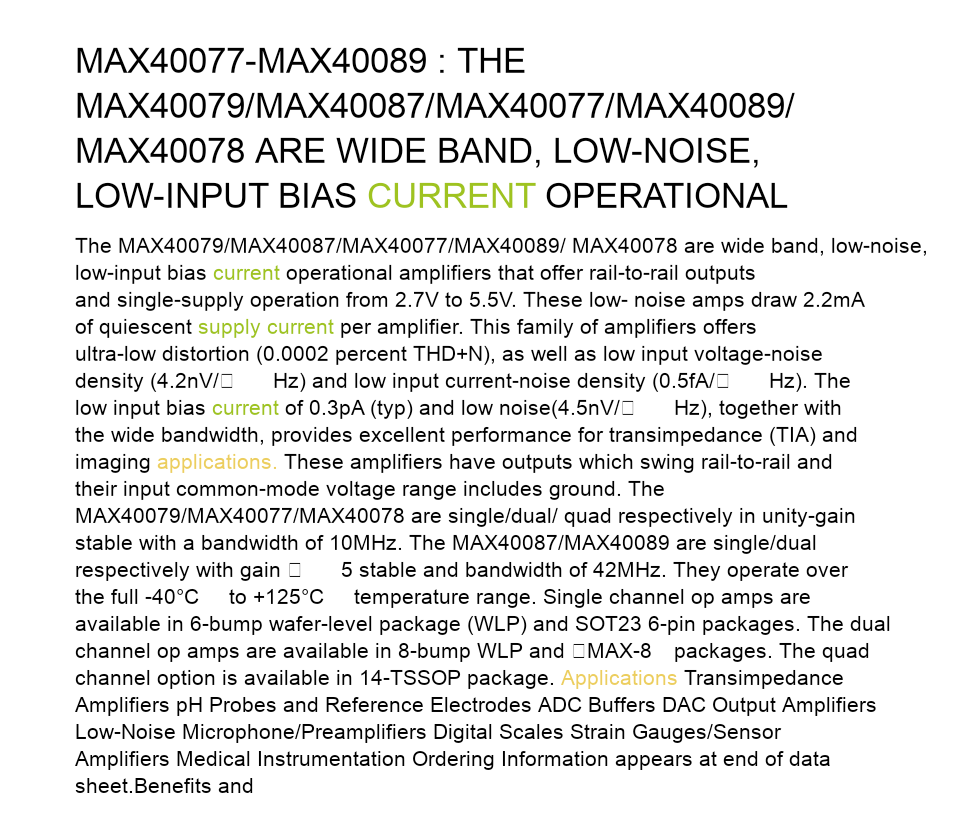 MAX40077-MAX40089 : THE
MAX40079/MAX40087/MAX40077/MAX40089/
MAX40078 ARE WIDE BAND, LOW-NOISE,
LOW-INPUT BIAS CURRENT OPERATIONAL
The MAX40079/MAX40087/MAX40077/MAX40089/ MAX40078 are wide band, low-noise,
low-input bias current operational amplifiers that offer rail-to-rail outputs
and single-supply operation from 2.7V to 5.5V. These low- noise amps draw 2.2mA
of quiescent supply current per amplifier. This family of amplifiers offers
ultra-low distortion (0.0002 percent THD+N), as well as low input voltage-noise
density (4.2nV/□ Hz) and low input current-noise density (0.5fA/□ Hz). The
low input bias current of 0.3pA (typ) and low noise(4.5nV/□ Hz), together with
the wide bandwidth, provides excellent performance for transimpedance (TIA) and
imaging applications. These amplifiers have outputs which swing rail-to-rail and
their input common-mode voltage range includes ground. The
MAX40079/MAX40077/MAX40078 are single/dual/ quad respectively in unity-gain
stable with a bandwidth of 10MHz. The MAX40087/MAX40089 are single/dual
respectively with gain □ 5 stable and bandwidth of 42MHz. They operate over
the full -40°C to +125°C temperature range. Single channel op amps are
available in 6-bump wafer-level package (WLP) and SOT23 6-pin packages. The dual
channel op amps are available in 8-bump WLP and □MAX-8 packages. The quad
channel option is available in 14-TSSOP package. Applications Transimpedance
Amplifiers pH Probes and Reference Electrodes ADC Buffers DAC Output Amplifiers
Low-Noise Microphone/Preamplifiers Digital Scales Strain Gauges/Sensor
Amplifiers Medical Instrumentation Ordering Information appears at end of data
sheet.Benefits and